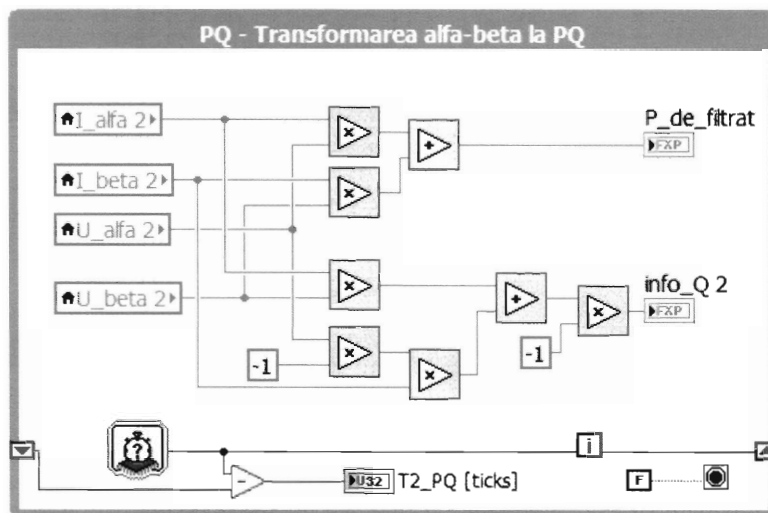 PQ - Transformarea alfa-beta la PQ
I_alfa 2
P_de_filtrat
FXP
I_beta 2
U_alfa 2
U_beta 2
info_Q 2
FXP
-1
-1
?
i
U32 T2_PQ [ticks]
F